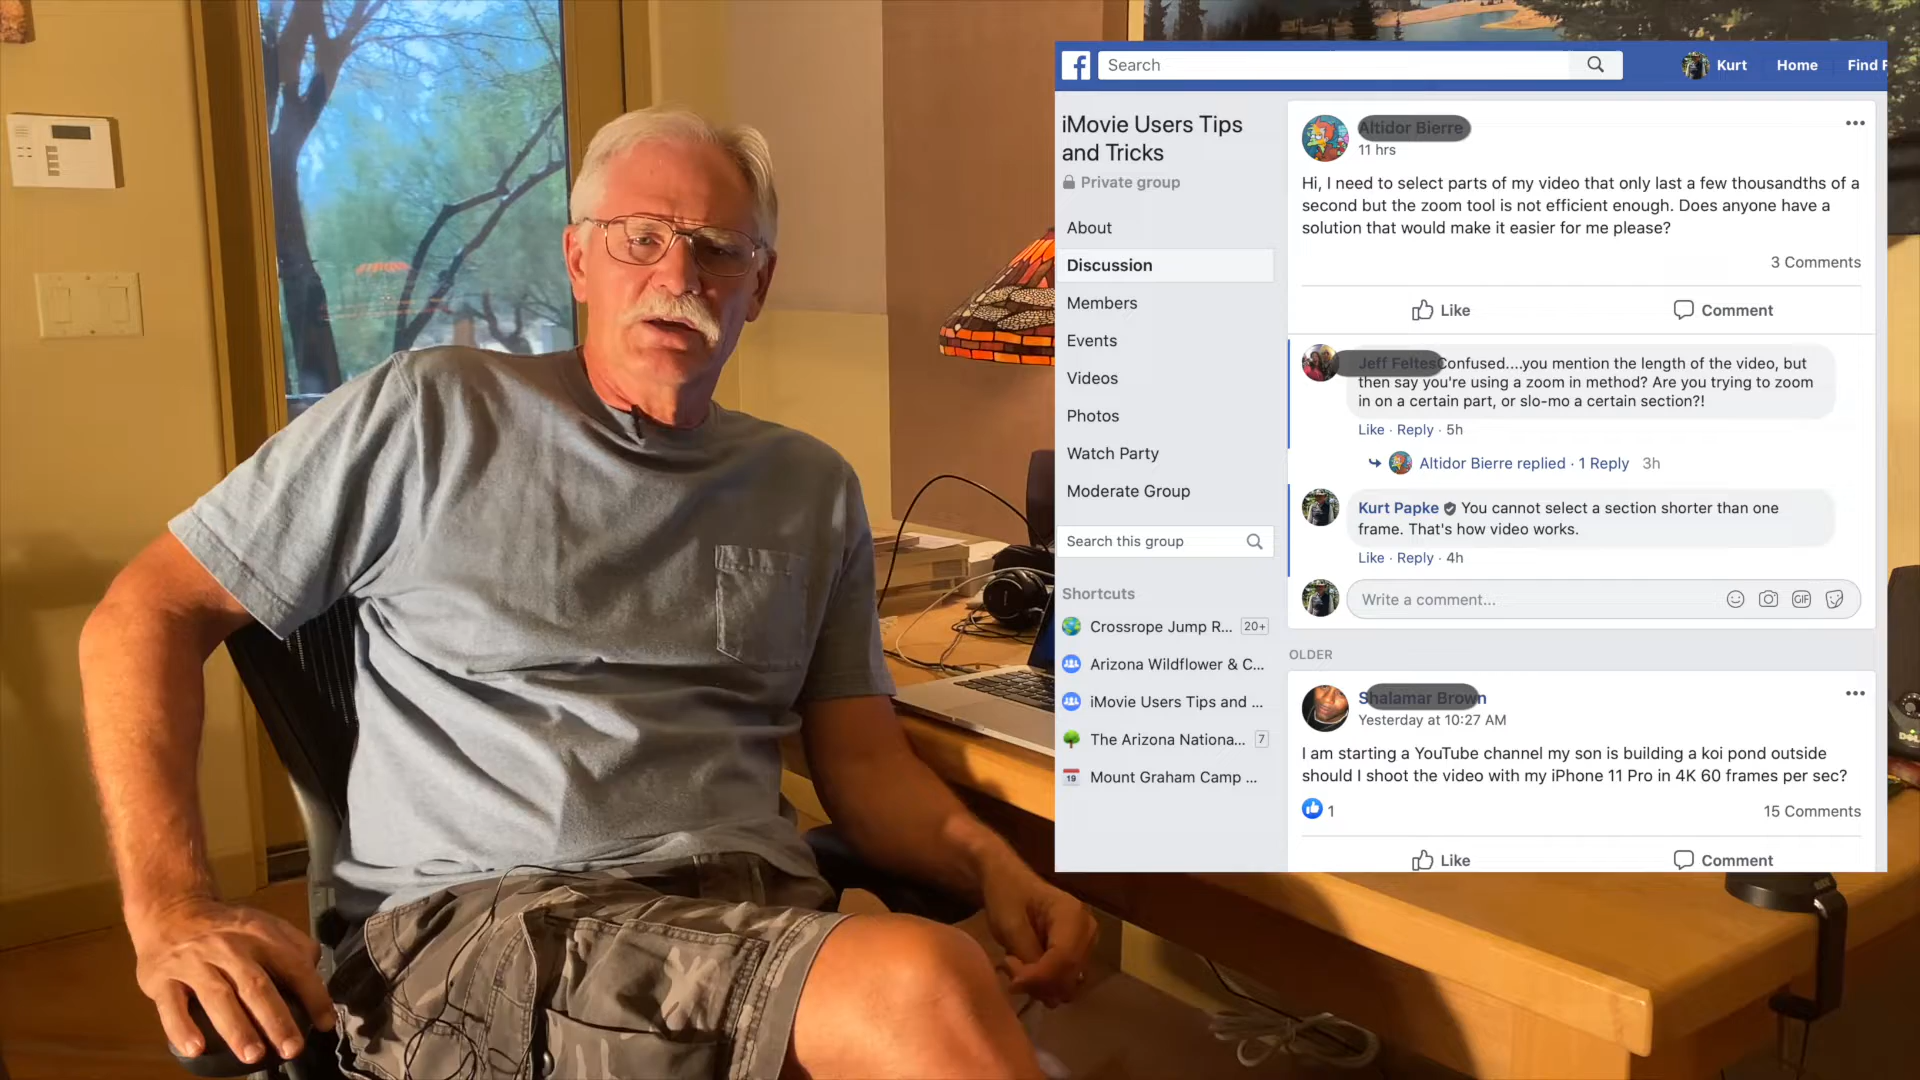 Search
Kurt
Home
Find F
iMovie Users Tips
and Tricks
Private group
About
Discussion
Members
Events
Videos
Photos
Watch Party
Moderate Group
Search this group
Shortcuts
Crossrope Jump R... 20+
Arizona Wildflower & C...
iMovie Users Tips and ...
The Arizona Nationa... 7
19 Mount Graham Camp ...
Altidor Bierre
11 hrs
Hi, I need to select parts of my video that only last a few thousandths of a
second but the zoom tool is not efficient enough. Does anyone have a
solution that would make it easier for me please?
3 Comments
Like
Comment
Jeff Feltes Confused....you mention the length of the video, but
then say you're using a zoom in method? Are you trying to zoom
in on a certain part, or slo-mo a certain section?!
Like · Reply · 5h
Altidor Bierre replied · 1 Reply 3h
Kurt Papke You cannot select a section shorter than one
frame. That's how video works.
Like · Reply · 4h
Write a comment...
GIF
OLDER
Shalamar Brown
Yesterday at 10:27 AM
I am starting a YouTube channel my son is building a koi pond outside
should I shoot the video with my iPhone 11 Pro in 4K 60 frames per sec?
1
15 Comments
Like
Comment